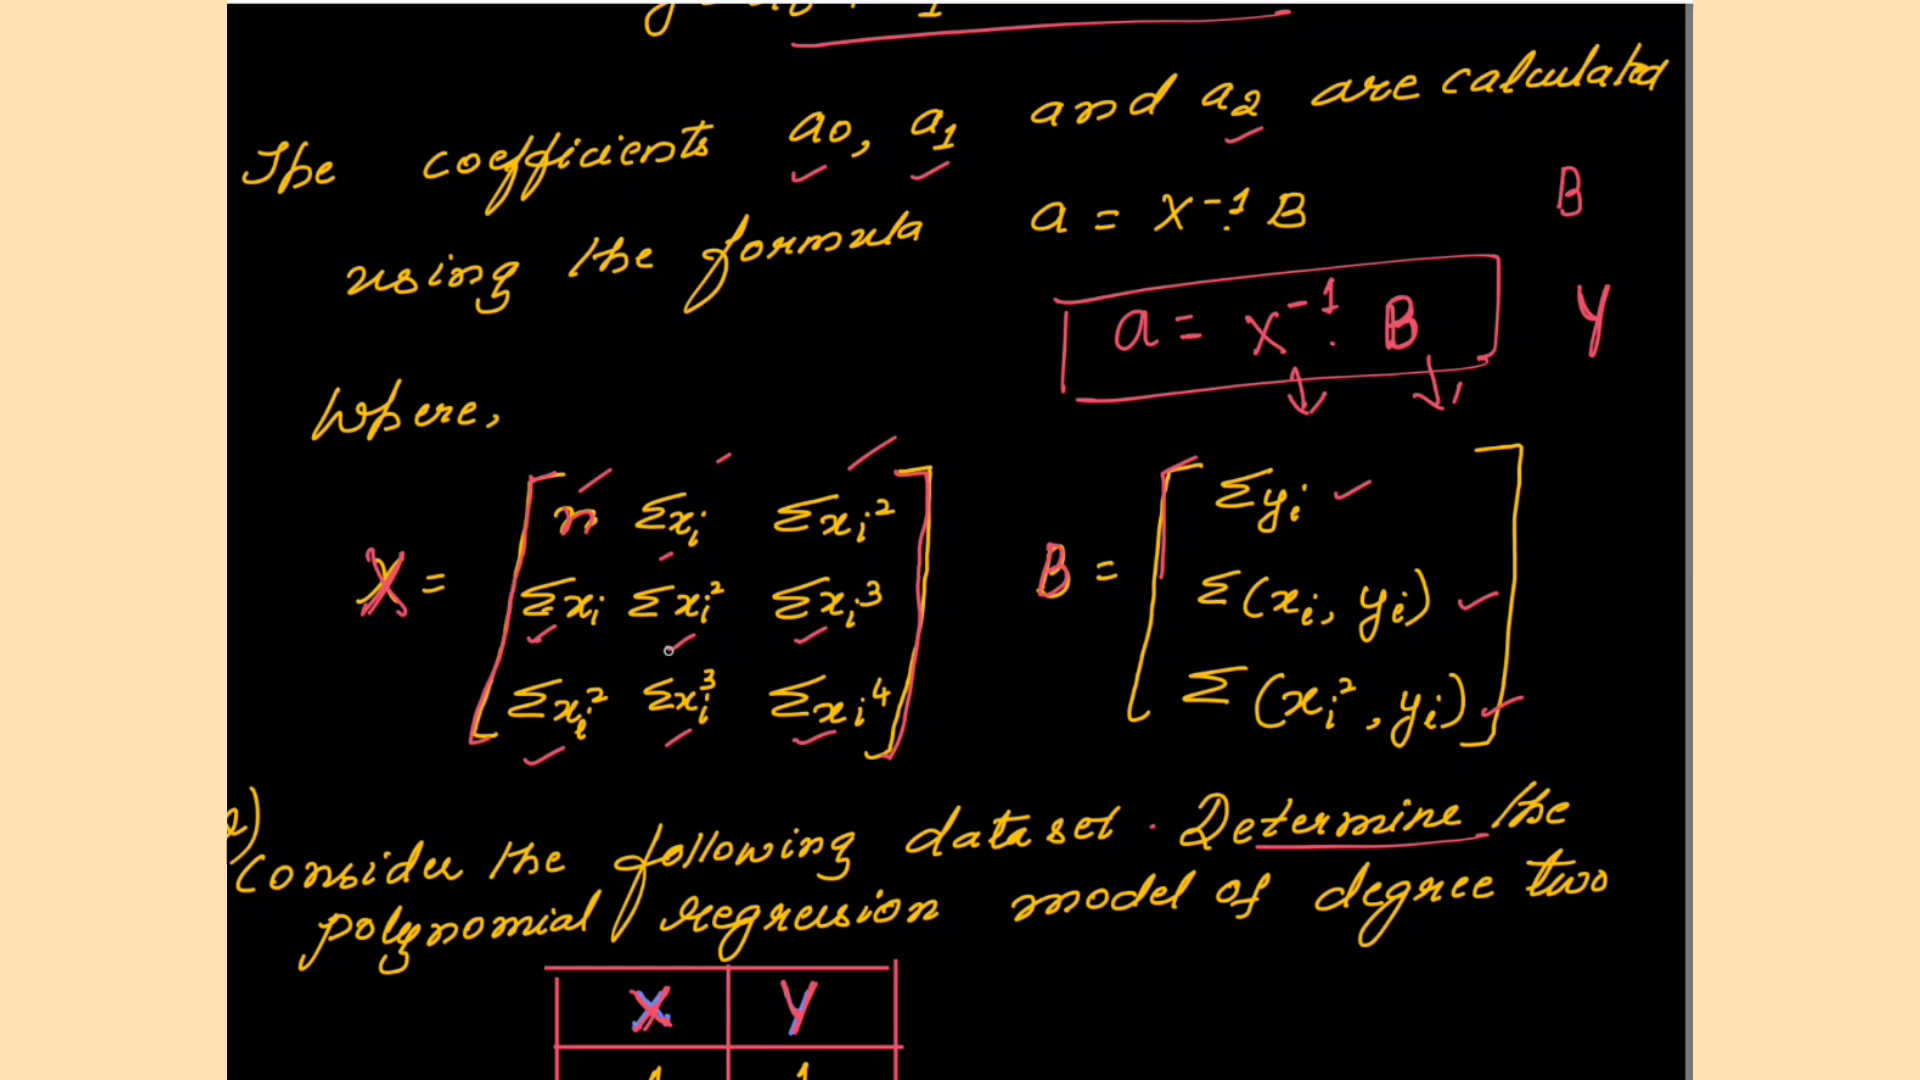 The coefficients a0, a1 and a2 are calculated
using the formula a = X⁻¹. B
B
a = X⁻¹. B
Y
Where,
X = [ n Σxi Σxi²
Σxi Σxi² Σxi³
Σxi² Σxi³ Σxi⁴ ]
B = [ Σyi
Σ(xi, yi)
Σ(xi², yi) ]
Consider the following data set. Determine the
polynomial regression model of degree two
X Y